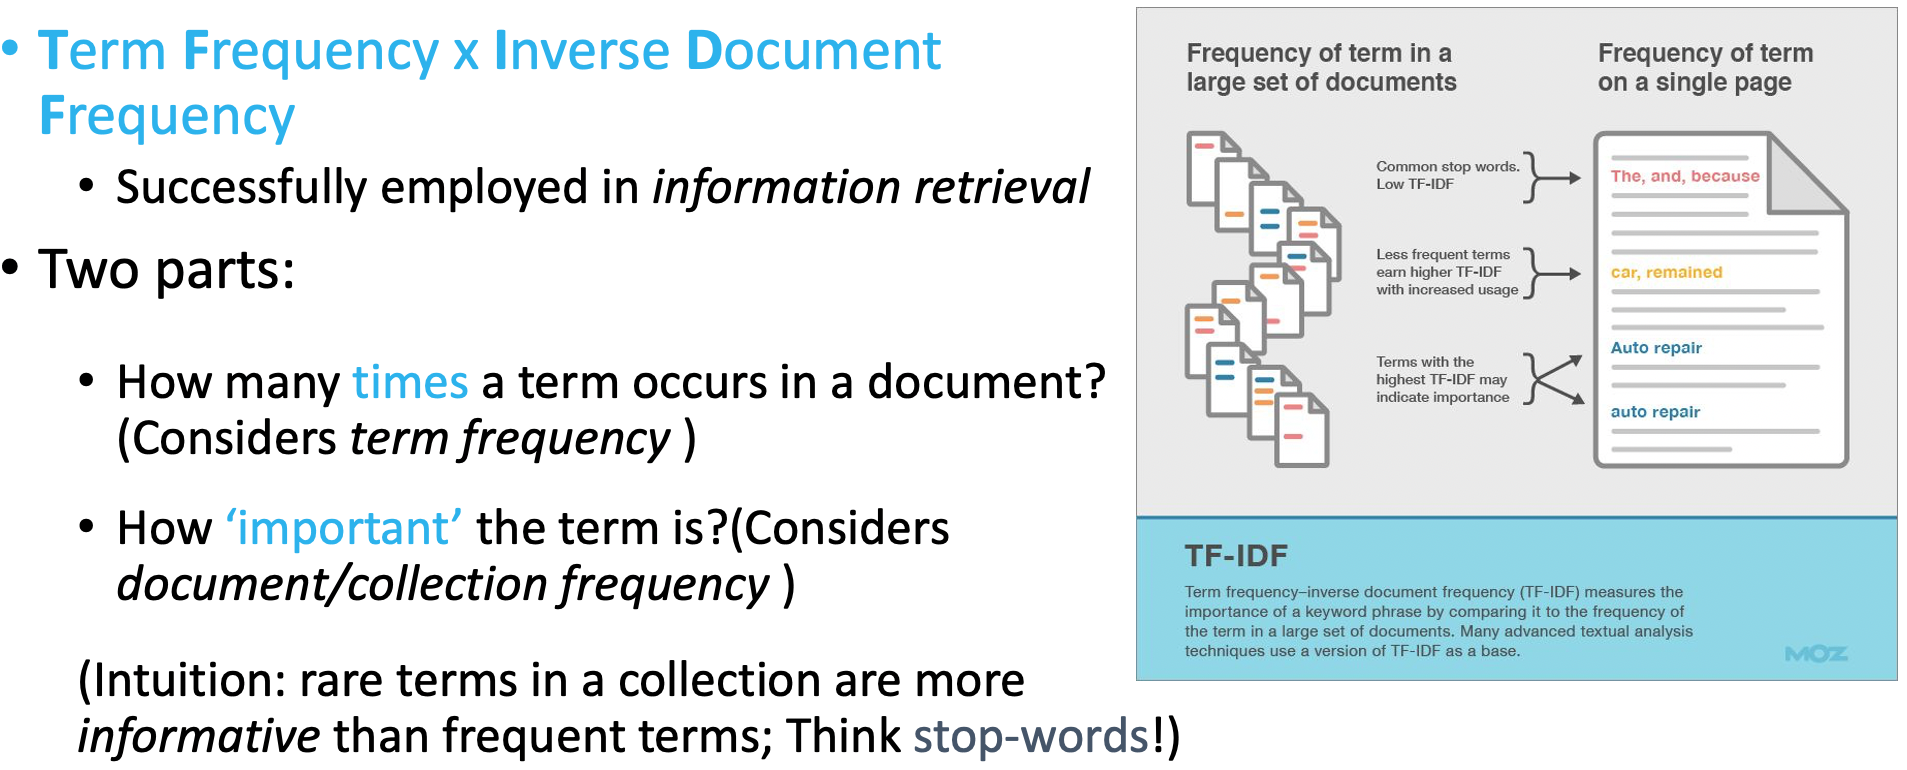 • Term Frequency x Inverse Document
Frequency
• Successfully employed in information retrieval
• Two parts:
• How many times a term occurs in a document?
(Considers term frequency )
• How ‘important’ the term is?(Considers
document/collection frequency )
(Intuition: rare terms in a collection are more
informative than frequent terms; Think stop-words!)
Frequency of term in a
large set of documents
Frequency of term
on a single page
Common stop words.
Low TF-IDF
The, and, because
Less frequent terms
earn higher TF-IDF
with increased usage
car, remained
Terms with the
highest TF-IDF may
indicate importance
Auto repair
auto repair
TF-IDF
Term frequency–inverse document frequency (TF-IDF) measures the
importance of a keyword phrase by comparing it to the frequency of
the term in a large set of documents. Many advanced textual analysis
techniques use a version of TF-IDF as a base.
MOZ